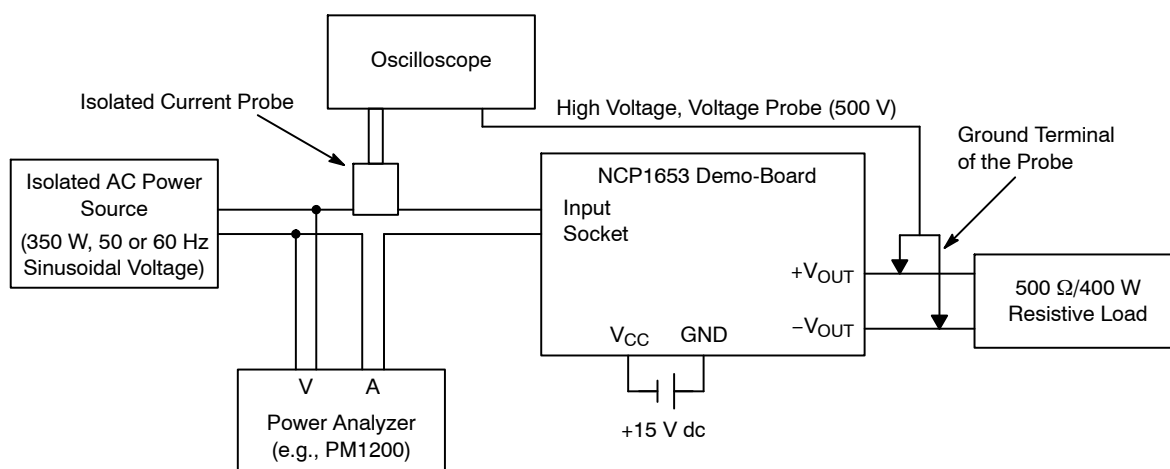 Oscilloscope
Isolated Current Probe
High Voltage, Voltage Probe (500 V)
Ground Terminal
of the Probe
Isolated AC Power
Source
(350 W, 50 or 60 Hz
Sinusoidal Voltage)
NCP1653 Demo-Board
Input
Socket
+VOUT
−VOUT
500 Ω/400 W
Resistive Load
VCC
GND
+15 V dc
V
A
Power Analyzer
(e.g., PM1200)